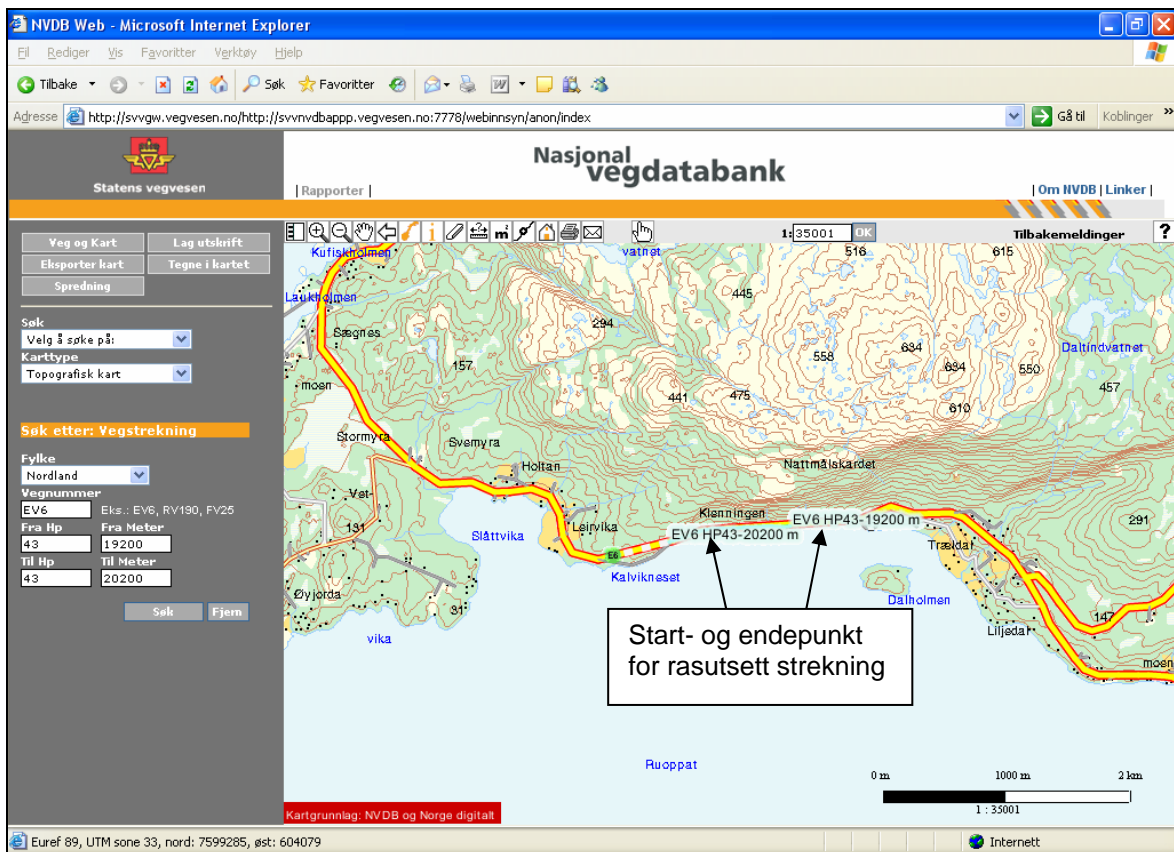 NVDB Web - Microsoft Internet Explorer
Fil Rediger Vis Favoritter Verktøy Hjelp
Tilbake Søk Favoritter
Adresse http://svvgw.vegvesen.no/http://svvnvdbappp.vegvesen.no:7778/webinnsyn/anon/index Gå til Koblinger »
Statens vegvesen
Nasjonal
vegdatabank
| Rapporter |
| Om NVDB | Linker |
Veg og Kart Lag utskrift
Eksporter kart Tegne i kartet
Spredning
Søk
Velg å søke på:
Karttype
Topografisk kart
Søk etter: Vegstrekning
Fylke
Nordland
Vegnummer
EV6 Eks.: EV6, RV190, FV25
Fra Hp Fra Meter
43 19200
Til Hp Til Meter
43 20200
Søk Fjern
1: 35001 OK
Tilbakemeldinger ?
Kufiskholmen
vatnet
516
615
Laukholmen
445
Sægnes
294
157
558
634
Daltindvatnet
634
550
moen
441
475
457
610
Stormyra
Svemyra
Holtan
Nattmålskardet
Vet-
131
Slåttvika
Leirvika
Klenningen
EV6 HP43-19200 m
EV6 HP43-20200 m
291
E6
Trældal
Kalvikneset
Øyjorda
31
Dalholmen
147
Liljedal
vika
moen
Start- og endepunkt
for rasutsett strekning
Ruoppat
0 m 1000 m 2 km
1 : 35001
Kartgrunnlag: NVDB og Norge digitalt
Euref 89, UTM sone 33, nord: 7599285, øst: 604079 Internett